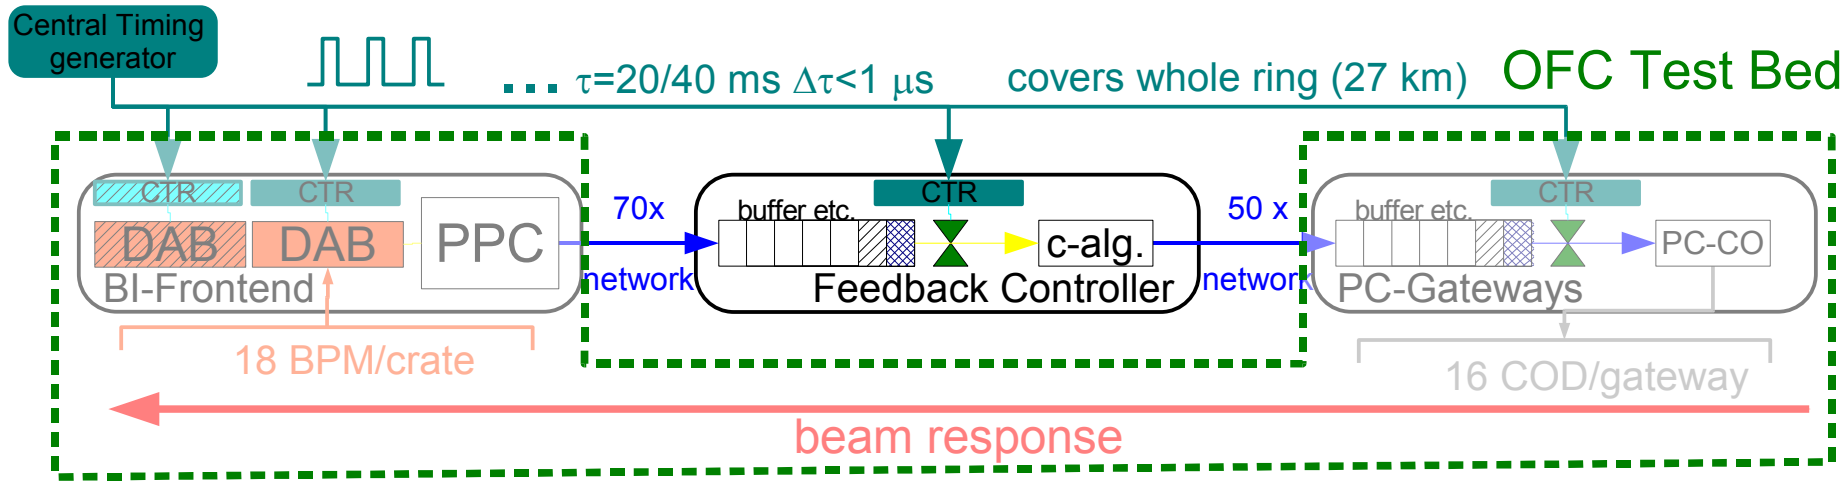 Central Timing
generator
... τ=20/40 ms Δτ<1 μs
covers whole ring (27 km)
OFC Test Bed
CTR
CTR
DAB
DAB
PPC
BI-Frontend
18 BPM/crate
70x
network
CTR
buffer etc.
c-alg.
Feedback Controller
50 x
network
CTR
buffer etc.
PC-CO
PC-Gateways
16 COD/gateway
beam response